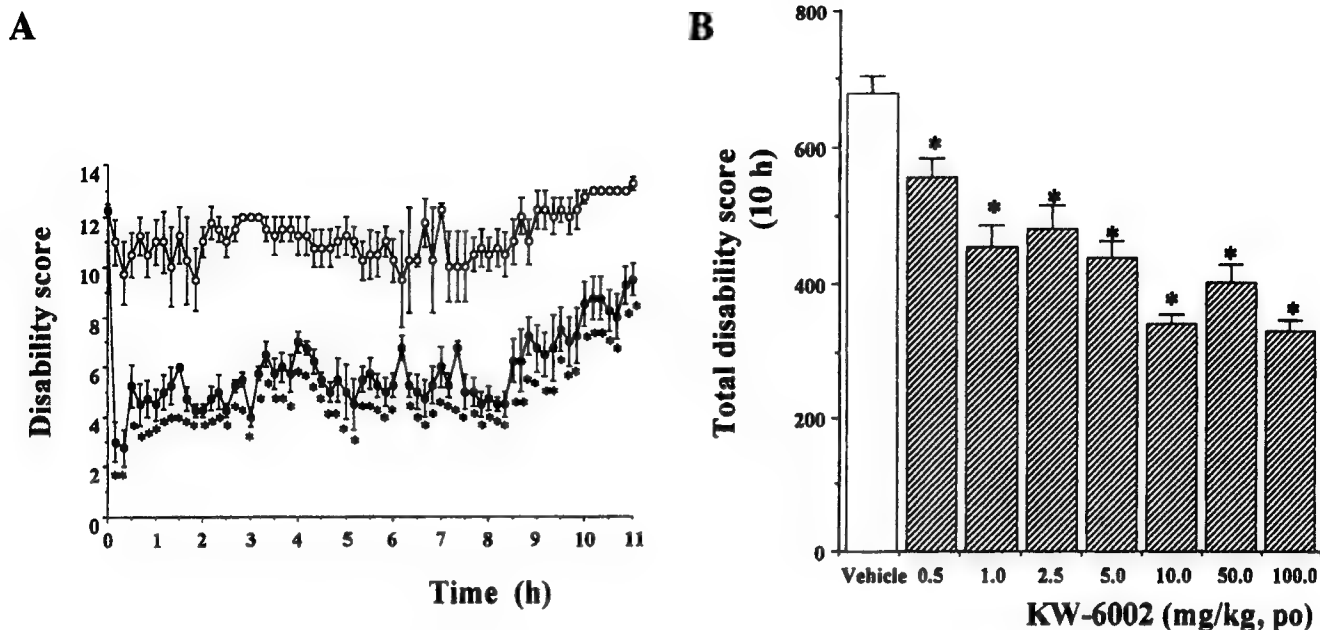 A
Disability score
14
12
10
8
6
4
2
0
0 1 2 3 4 5 6 7 8 9 10 11
Time (h)
B
Total disability score
(10 h)
800
600
400
200
0
* * * * * * *
Vehicle 0.5 1.0 2.5 5.0 10.0 50.0 100.0
KW-6002 (mg/kg, po)